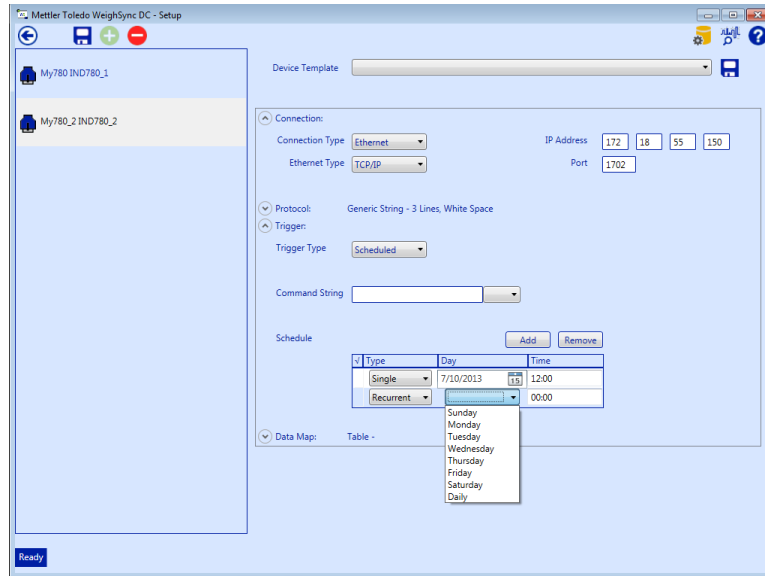 Mettler Toledo WeighSync DC - Setup
My780 IND780_1
My780_2 IND780_2
Device Template
Connection:
Connection Type Ethernet IP Address 172 18 55 150
Ethernet Type TCP/IP Port 1702
Protocol: Generic String - 3 Lines, White Space
Trigger:
Trigger Type Scheduled
Command String
Schedule Add Remove
√ Type Day Time
Single 7/10/2013 15 12:00
Recurrent 00:00
Sunday
Monday
Tuesday
Wednesday
Thursday
Friday
Saturday
Daily
Data Map: Table -
Ready